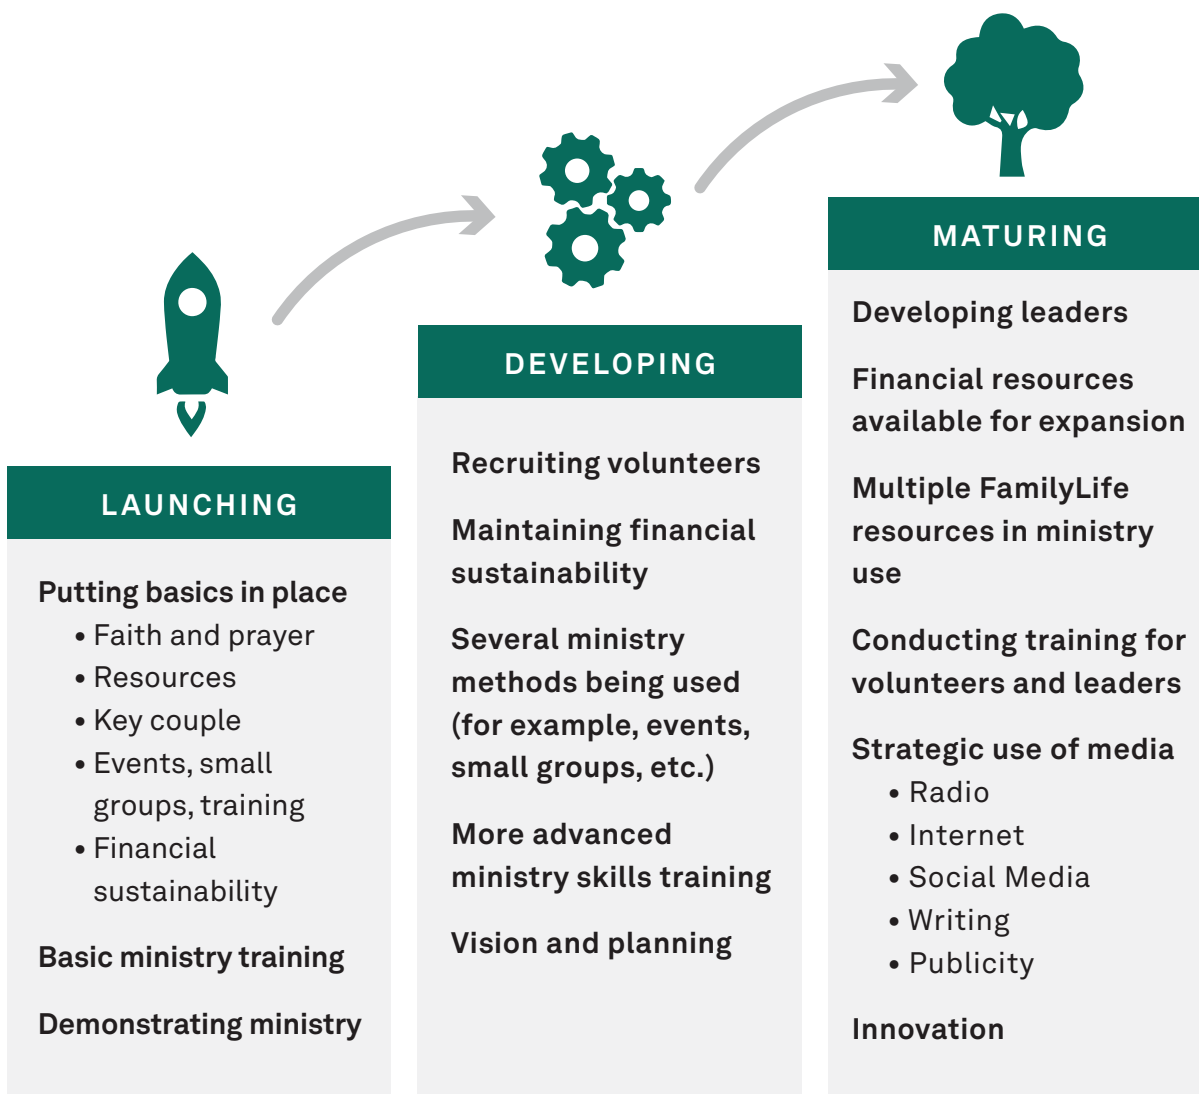 LAUNCHING
Putting basics in place
• Faith and prayer
• Resources
• Key couple
• Events, small
groups, training
• Financial
sustainability
Basic ministry training
Demonstrating ministry
DEVELOPING
Recruiting volunteers
Maintaining financial
sustainability
Several ministry
methods being used
(for example, events,
small groups, etc.)
More advanced
ministry skills training
Vision and planning
MATURING
Developing leaders
Financial resources
available for expansion
Multiple FamilyLife
resources in ministry
use
Conducting training for
volunteers and leaders
Strategic use of media
• Radio
• Internet
• Social Media
• Writing
• Publicity
Innovation